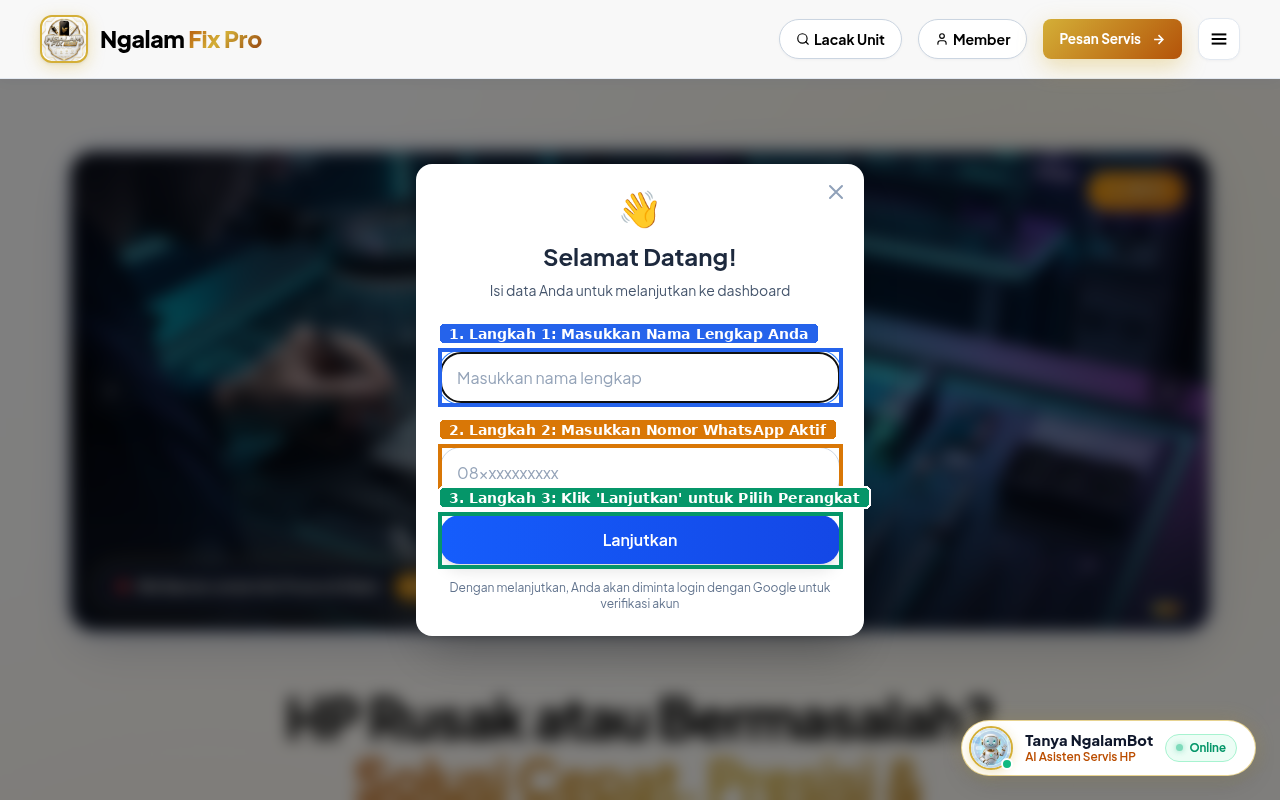 Ngalam Fix Pro
Lacak Unit
Member
Pesan Servis →
Selamat Datang!
Isi data Anda untuk melanjutkan ke dashboard
1. Langkah 1: Masukkan Nama Lengkap Anda
Masukkan nama lengkap
2. Langkah 2: Masukkan Nomor WhatsApp Aktif
08xxxxxxxxxx
3. Langkah 3: Klik 'Lanjutkan' untuk Pilih Perangkat
Lanjutkan
Dengan melanjutkan, Anda akan diminta login dengan Google untuk
verifikasi akun
HP Rusak atau Bermasalah?
Solusi Cepat, Presisi &
Tanya NgalamBot
AI Asisten Servis HP
Online